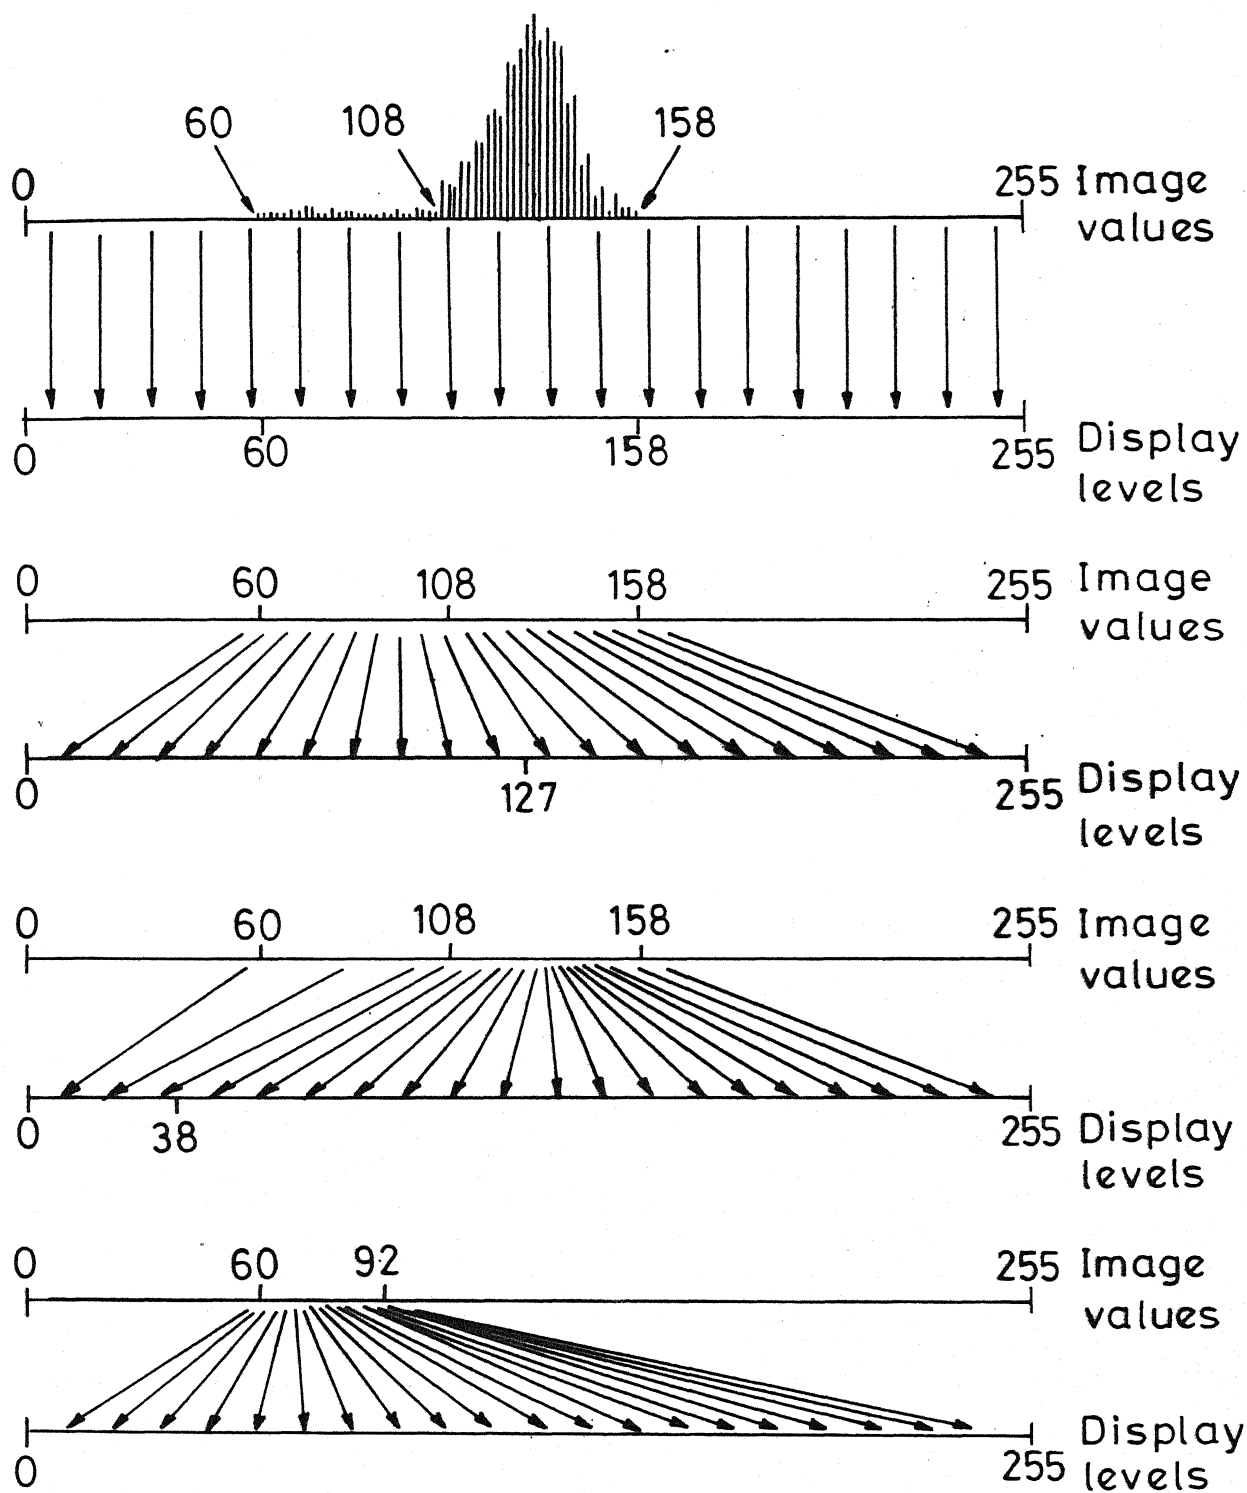 60 108 158
0 255 Image
values
0 60 158 255 Display
levels
0 60 108 158 255 Image
values
0 127 255 Display
levels
0 60 108 158 255 Image
values
0 38 255 Display
levels
0 60 92 255 Image
values
0 255 Display
levels